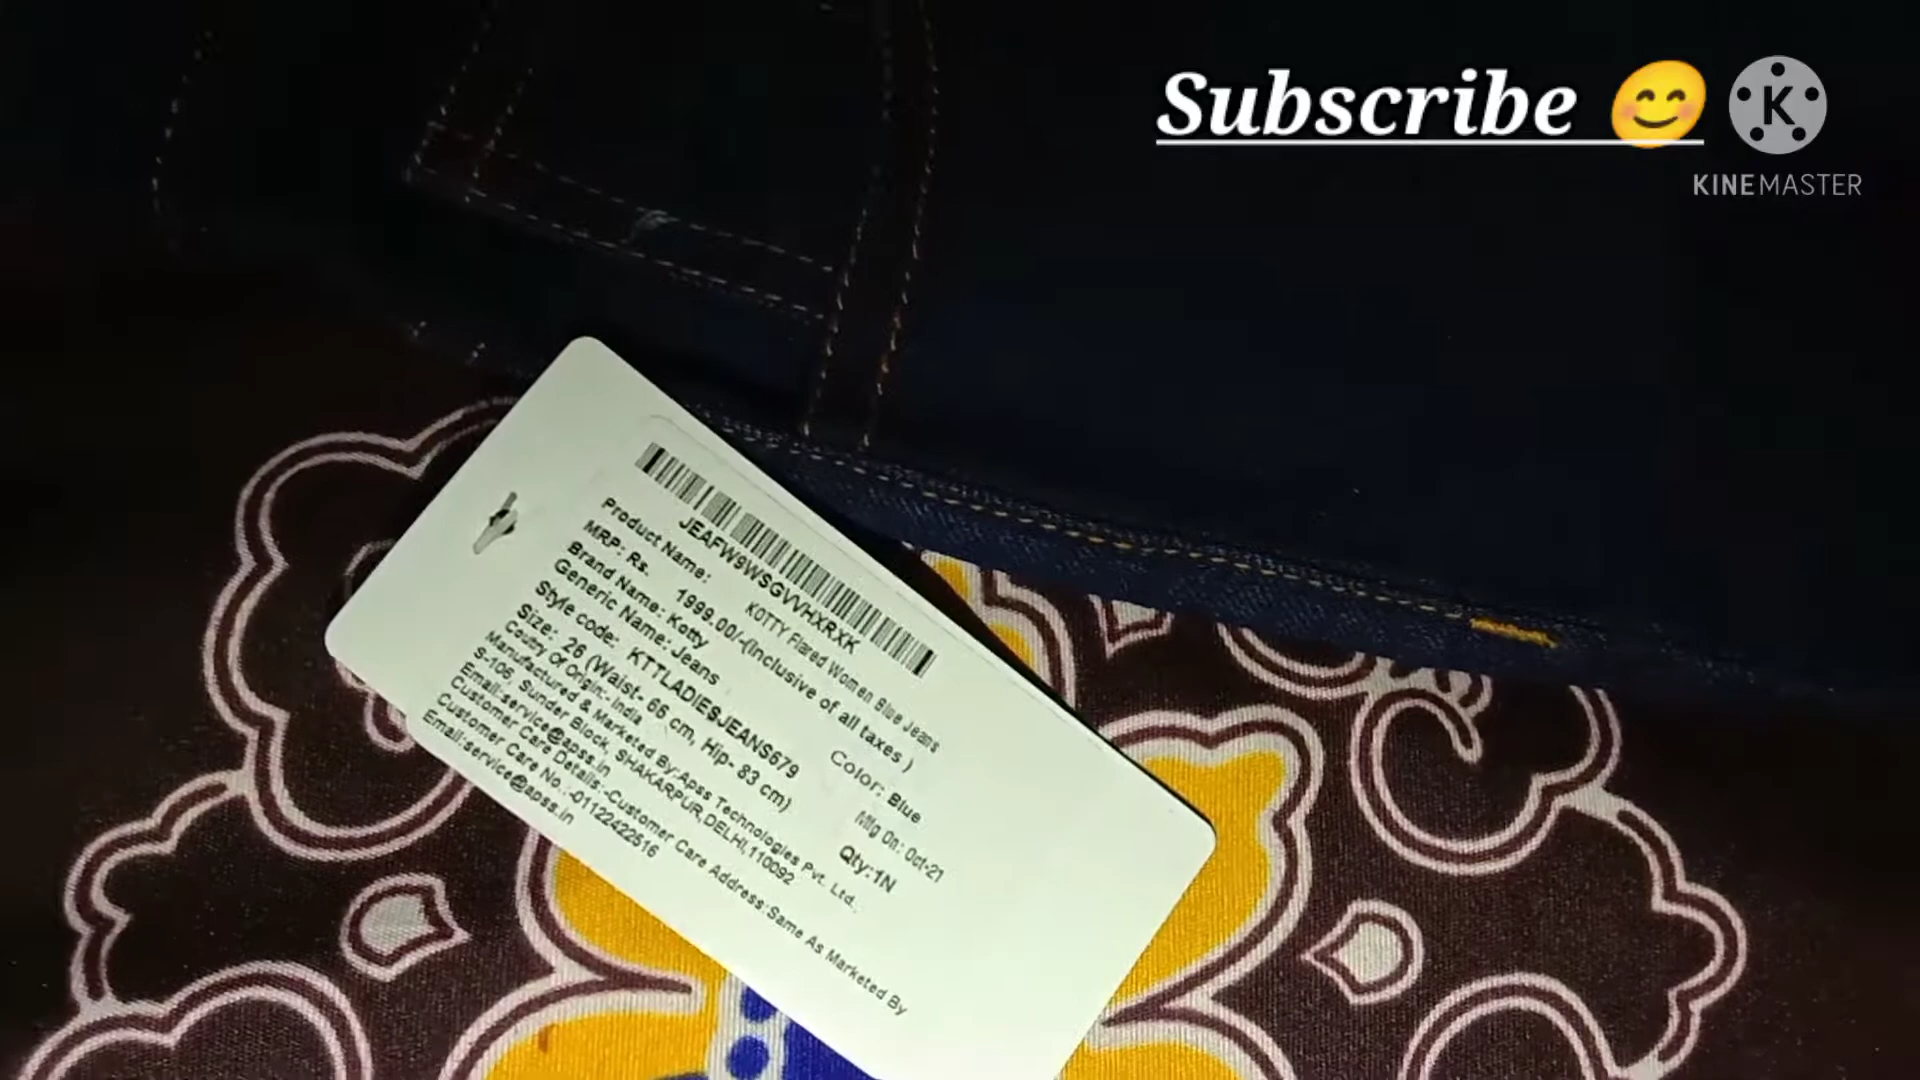 Subscribe 😊
K
KINEMASTER
JEAFW9WSGVVHXRXK
Product Name: KOTTY Flared Women Blue Jeans
MRP: Rs. 1999.00/-(Inclusive of all taxes )
Brand Name: Kotty
Generic Name: Jeans Color: Blue
Style code: KTTLADIESJEANS679 Mfg On: Oct-21
Size: 26 (Waist- 66 cm, Hip- 83 cm) Qty:1N
Country of Origin:- India
Manufactured & Marketed By:Apss Technologies Pvt. Ltd.
S-106, Sunder Block, SHAKARPUR,DELHI,110092
Email:service@apss.in
Customer Care Details:-Customer Care Address:Same As Marketed By
Customer Care No.:-01122422516
Email:service@apss.in